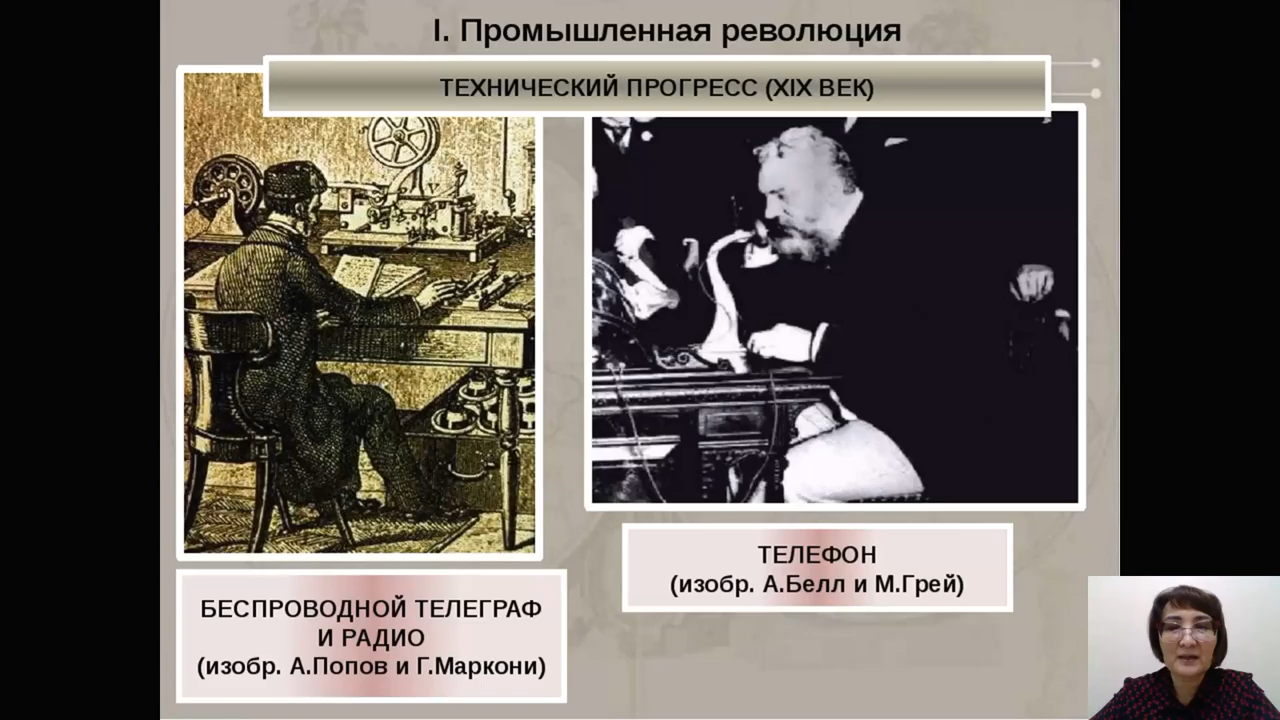 I. Промышленная революция
ТЕХНИЧЕСКИЙ ПРОГРЕСС (XIX ВЕК)
БЕСПРОВОДНОЙ ТЕЛЕГРАФ
И РАДИО
(изобр. А.Попов и Г.Маркони)
ТЕЛЕФОН
(изобр. А.Белл и М.Грей)